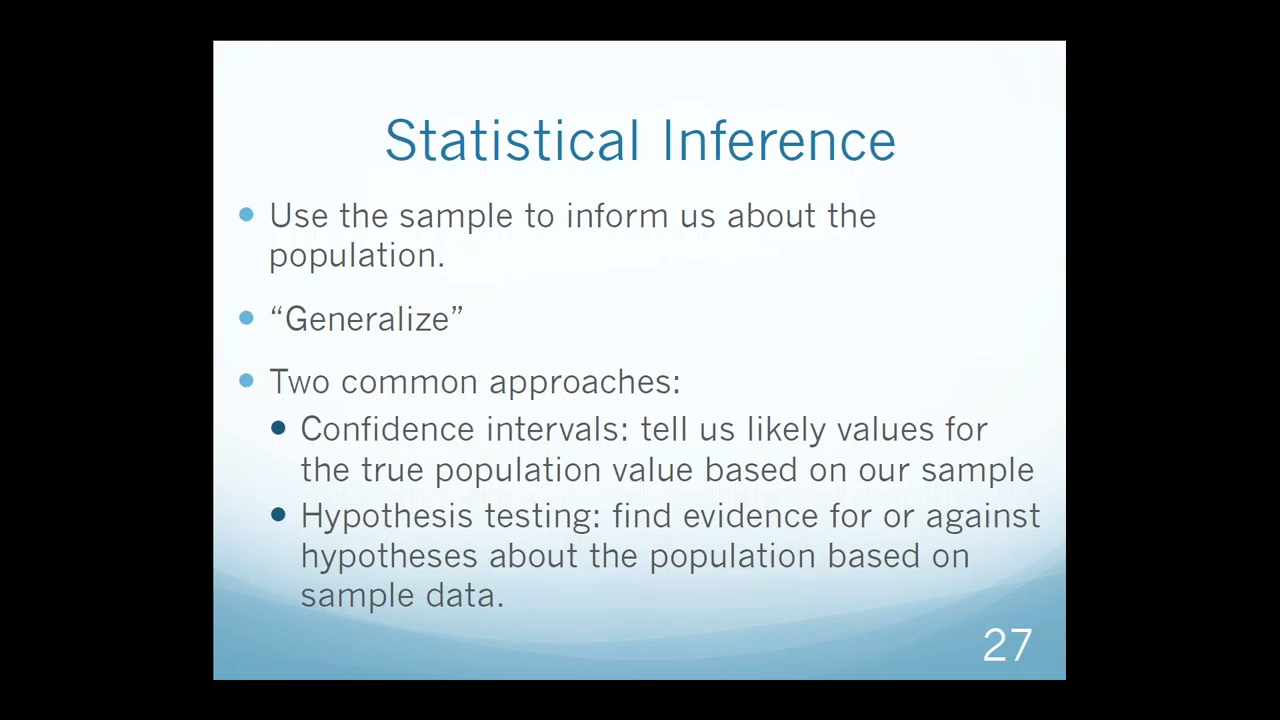 Statistical Inference
Use the sample to inform us about the
population.
“Generalize”
Two common approaches:
Confidence intervals: tell us likely values for
the true population value based on our sample
Hypothesis testing: find evidence for or against
hypotheses about the population based on
sample data.
27